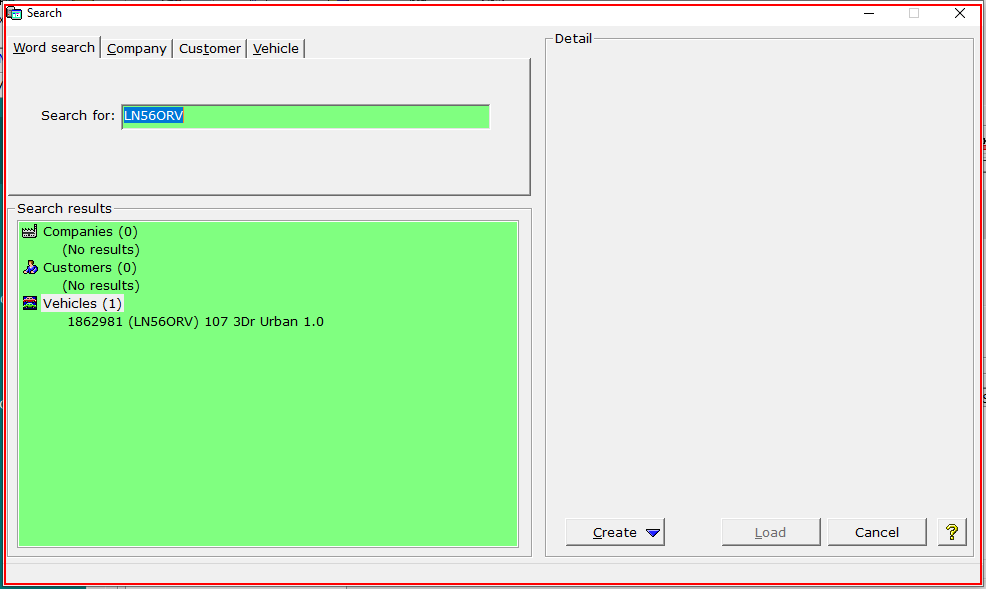 Search
Word search
Company
Customer
Vehicle
Search for:
LN56ORV
Search results
Companies (0)
(No results)
Customers (0)
(No results)
Vehicles (1)
1862981 (LN56ORV) 107 3Dr Urban 1.0
Detail
Create
Load
Cancel
?